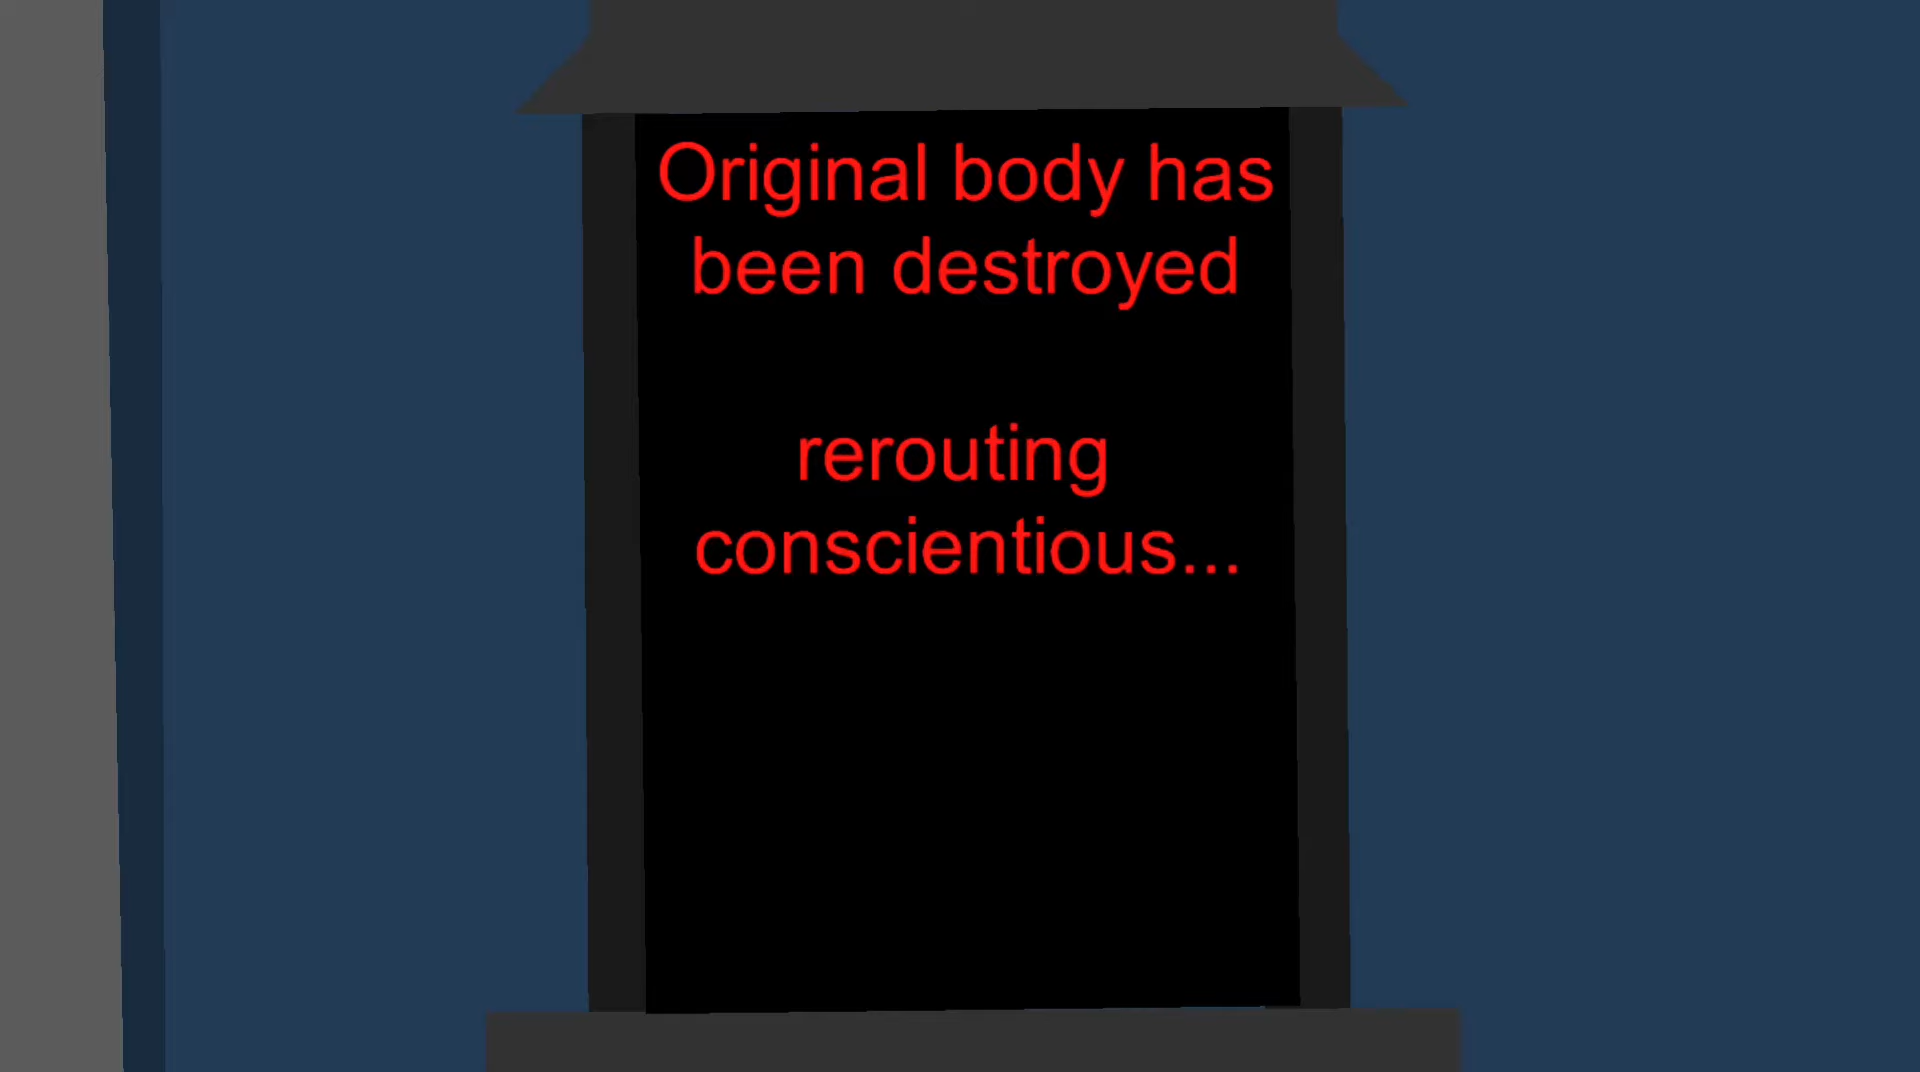 Original body has
been destroyed
rerouting
conscientious...